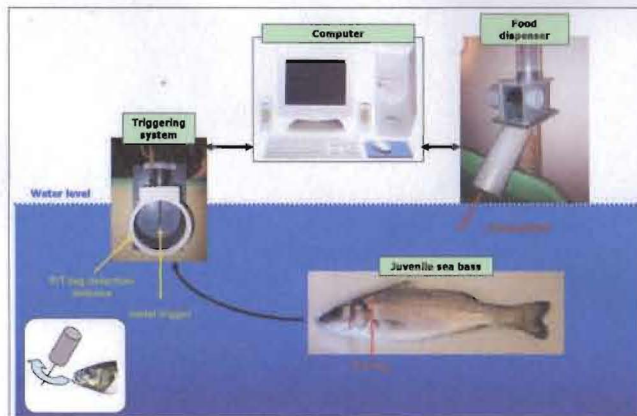 Computer
Food
dispenser
Triggering
system
Water level
PIT tag detection
antenna
metal trigger
Juvenile sea bass